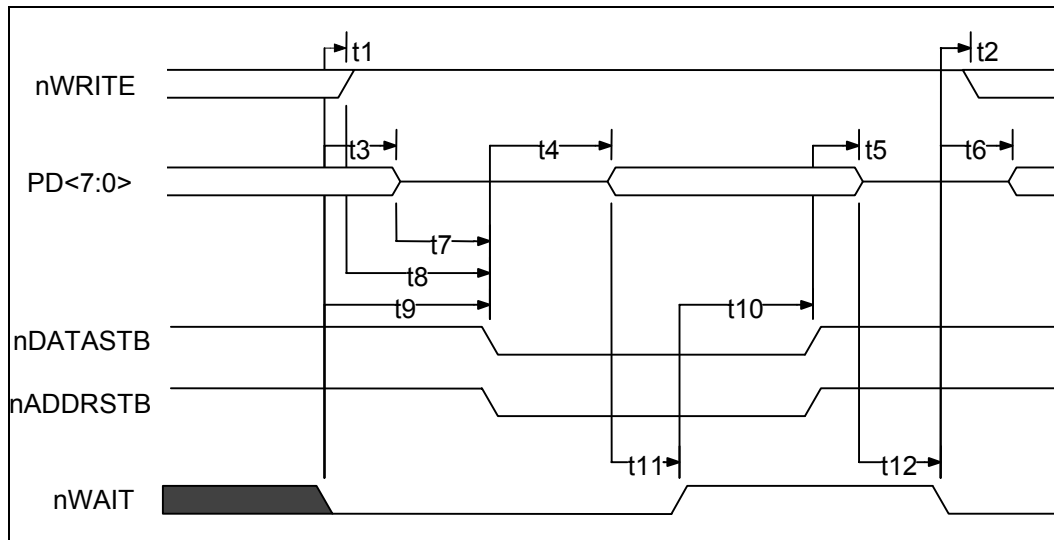 t1
t2
nWRITE
t3
t4
t5
t6
PD<7:0>
t7
t8
t9
t10
nDATASTB
nADDRSTB
t11
t12
nWAIT